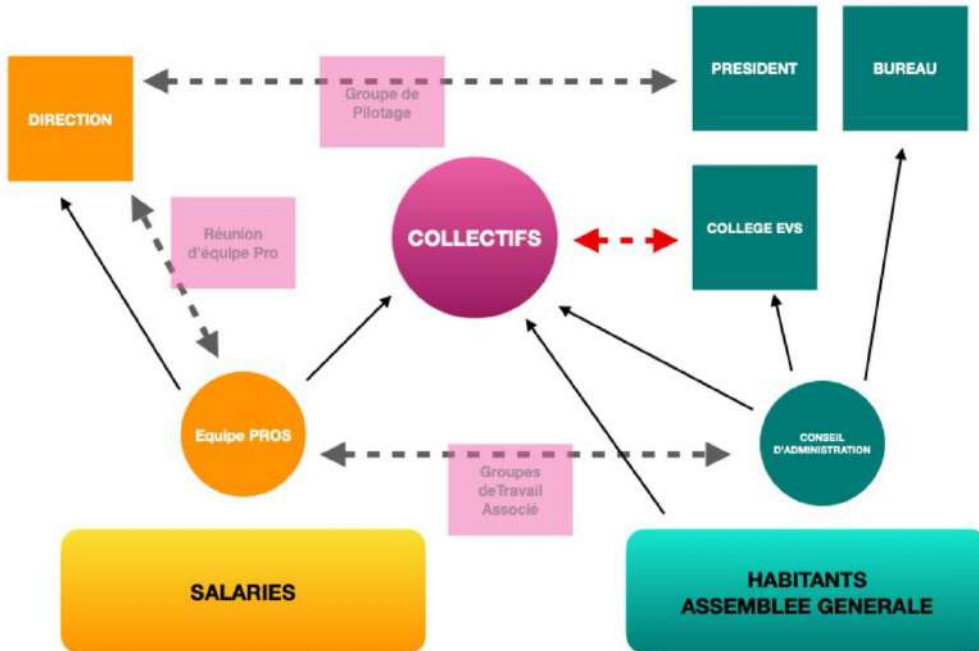 PRESIDENT
BUREAU
DIRECTION
Groupe de
Pilotage
COLLECTIFS
COLLEGE EVS
Réunion
d'équipe Pro
Equipe PROS
CONSEIL
D'ADMINISTRATION
Groupes
deTravail
Associé
SALARIES
HABITANTS
ASSEMBLEE GENERALE